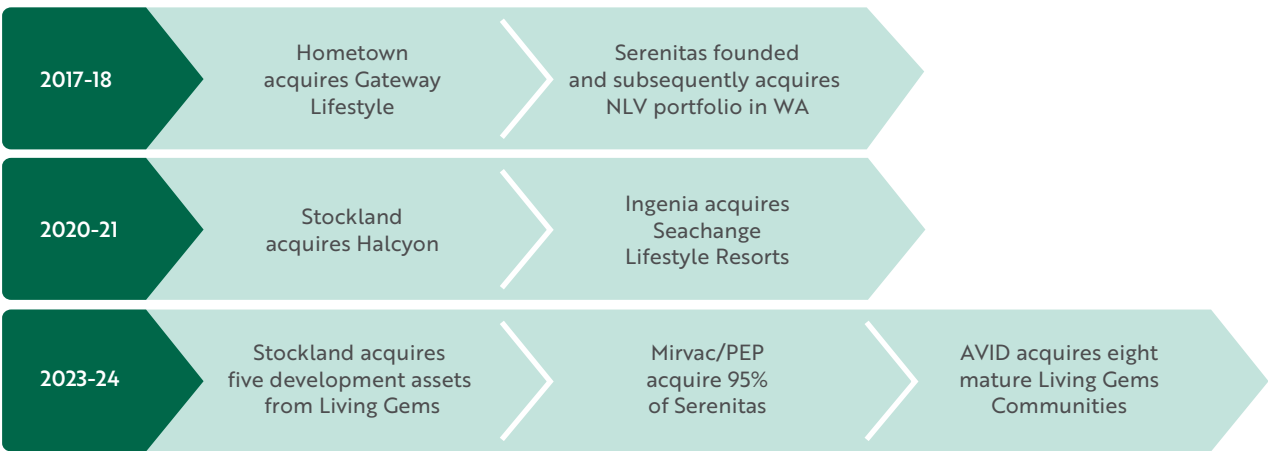 2017-18
Hometown
acquires Gateway
Lifestyle
Serenitas founded
and subsequently acquires
NLV portfolio in WA
2020-21
Stockland
acquires Halcyon
Ingenia acquires
Seachange
Lifestyle Resorts
2023-24
Stockland acquires
five development assets
from Living Gems
Mirvac/PEP
acquire 95%
of Serenitas
AVID acquires eight
mature Living Gems
Communities